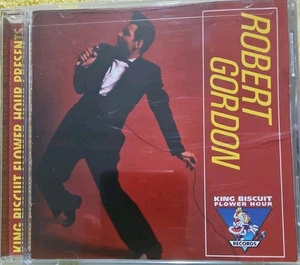 KING BISCUIT FLOWER HOUR PRESENTS
ROBERT
GORDON
KING BISCUIT
FLOWER HOUR
RECORDS